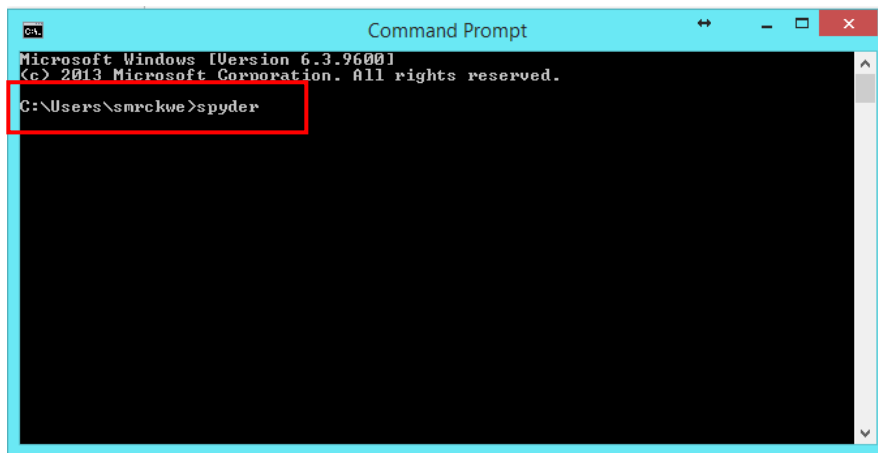 Command Prompt
Microsoft Windows [Version 6.3.9600]
(c) 2013 Microsoft Corporation. All rights reserved.
C:\Users\smrckwe>spyder